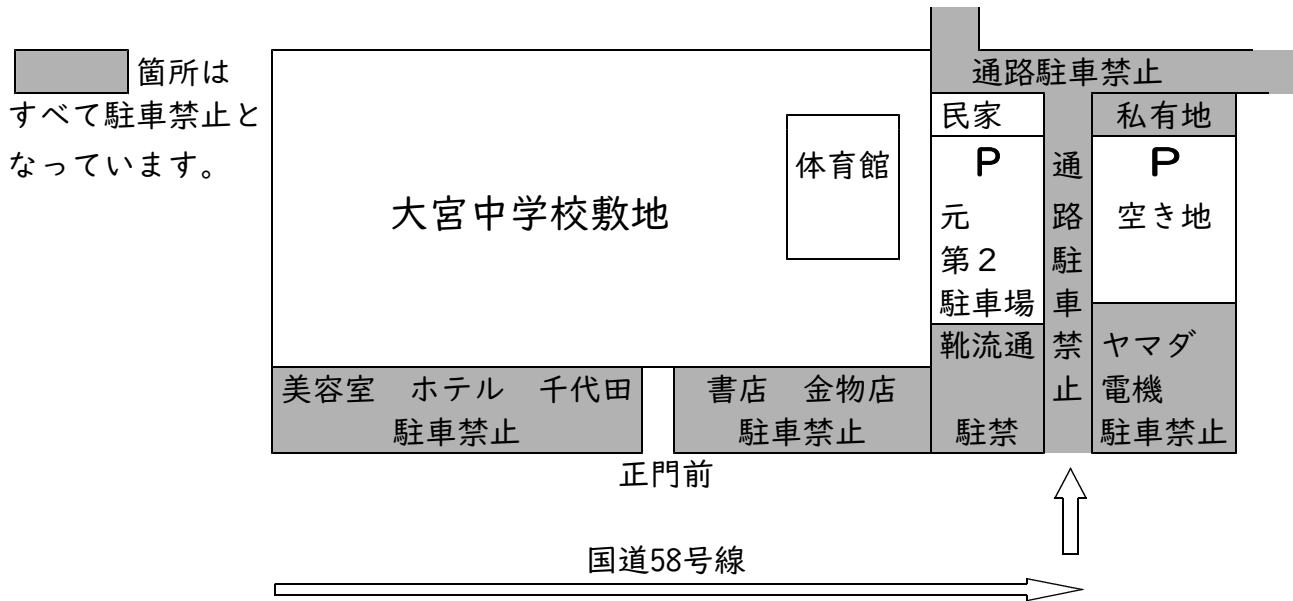 箇所は
すべて駐車禁止と
なっています。
通路駐車禁止
民家
私有地
体育館
大宮中学校敷地
P
元
第２
駐車場
通路駐車禁止
P
空き地
靴流通
駐禁
ヤマダ
電機
駐車禁止
美容室　ホテル　千代田
駐車禁止
書店　金物店
駐車禁止
正門前
国道58号線